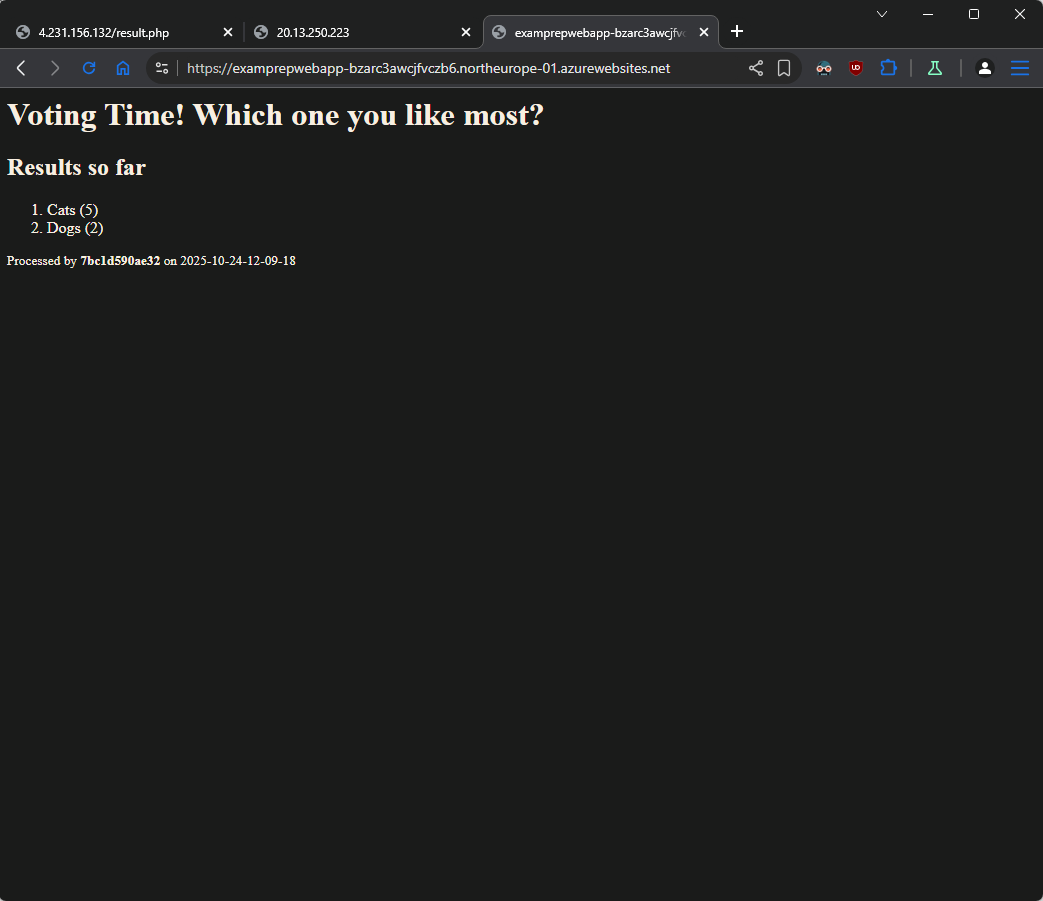 4.231.156.132/result.php
20.13.250.223
examprepwebapp-bzarc3awcjfvc
https://examprepwebapp-bzarc3awcjfvczb6.northeurope-01.azurewebsites.net
Voting Time! Which one you like most?
Results so far
1. Cats (5)
2. Dogs (2)
Processed by 7bc1d590ae32 on 2025-10-24-12-09-18